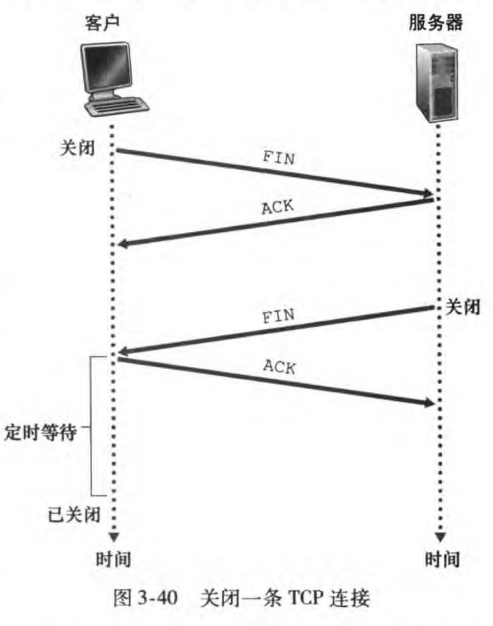 客户
服务器
关闭
FIN
ACK
关闭
FIN
ACK
定时等待
已关闭
时间
时间
图 3-40 关闭一条 TCP 连接